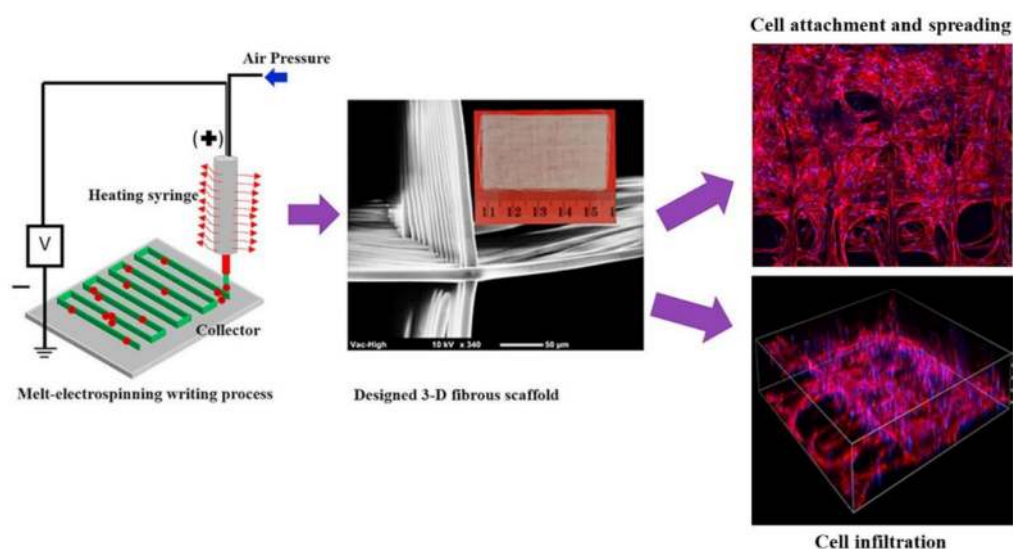 Cell attachment and spreading
Air Pressure
(+)
Heating syringe
V
Collector
Melt-electrospinning writing process
11 12 13 14 15
Vac-High 10 kV x 340 50 µm
Designed 3-D fibrous scaffold
Cell infiltration